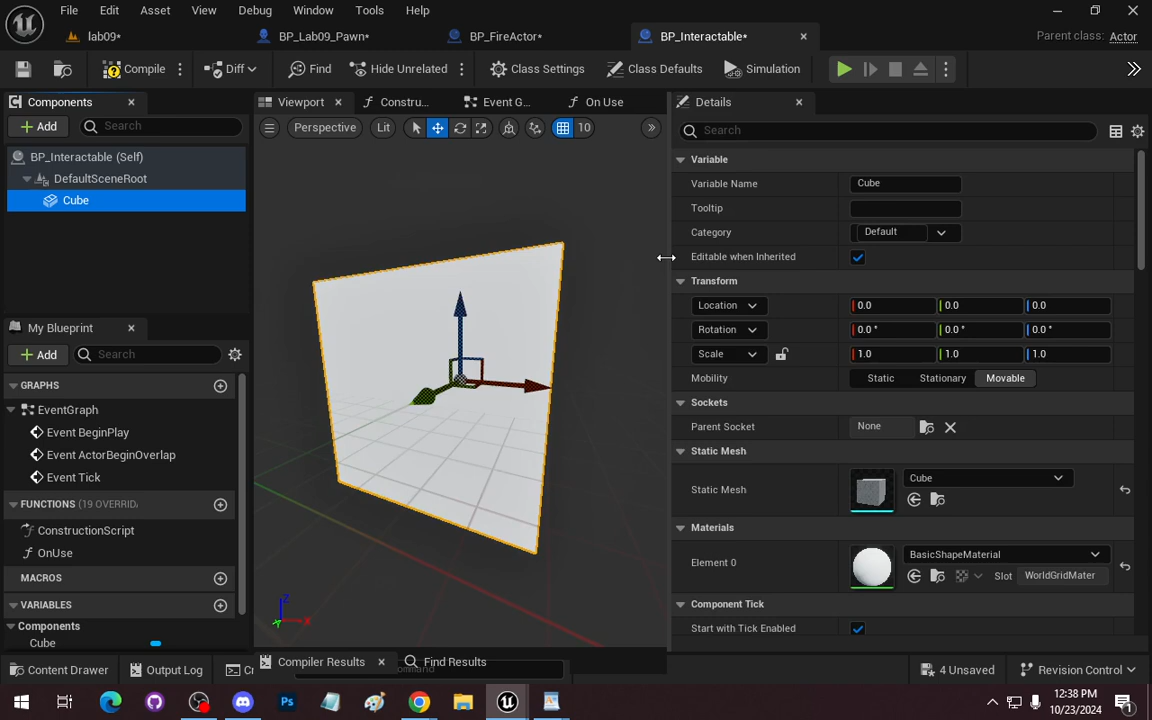 File Edit Asset View Debug Window Tools Help
lab09* BP_Lab09_Pawn* BP_FireActor* BP_Interactable* Parent class: Actor
Compile Diff Find Hide Unrelated Class Settings Class Defaults Simulation
Components Viewport Constru... Event G... On Use Details
Add Search Perspective Lit 10 Search
BP_Interactable (Self) Variable
DefaultSceneRoot Variable Name Cube
Cube Tooltip
Category Default
Editable when Inherited
Transform
Location 0.0 0.0 0.0
My Blueprint Rotation 0.0 ° 0.0 ° 0.0 °
Add Search Scale 1.0 1.0 1.0
GRAPHS Mobility Static Stationary Movable
EventGraph Sockets
Event BeginPlay Parent Socket None
Event ActorBeginOverlap Static Mesh
Event Tick Static Mesh Cube
FUNCTIONS (19 OVERRID.
ConstructionScript Materials
OnUse Element 0 BasicShapeMaterial
MACROS Slot WorldGridMater
VARIABLES Component Tick
Components Z X Y
Cube Start with Tick Enabled
Compiler Results Find Results
Content Drawer Output Log 4 Unsaved Revision Control
12:38 PM
10/23/2024
1